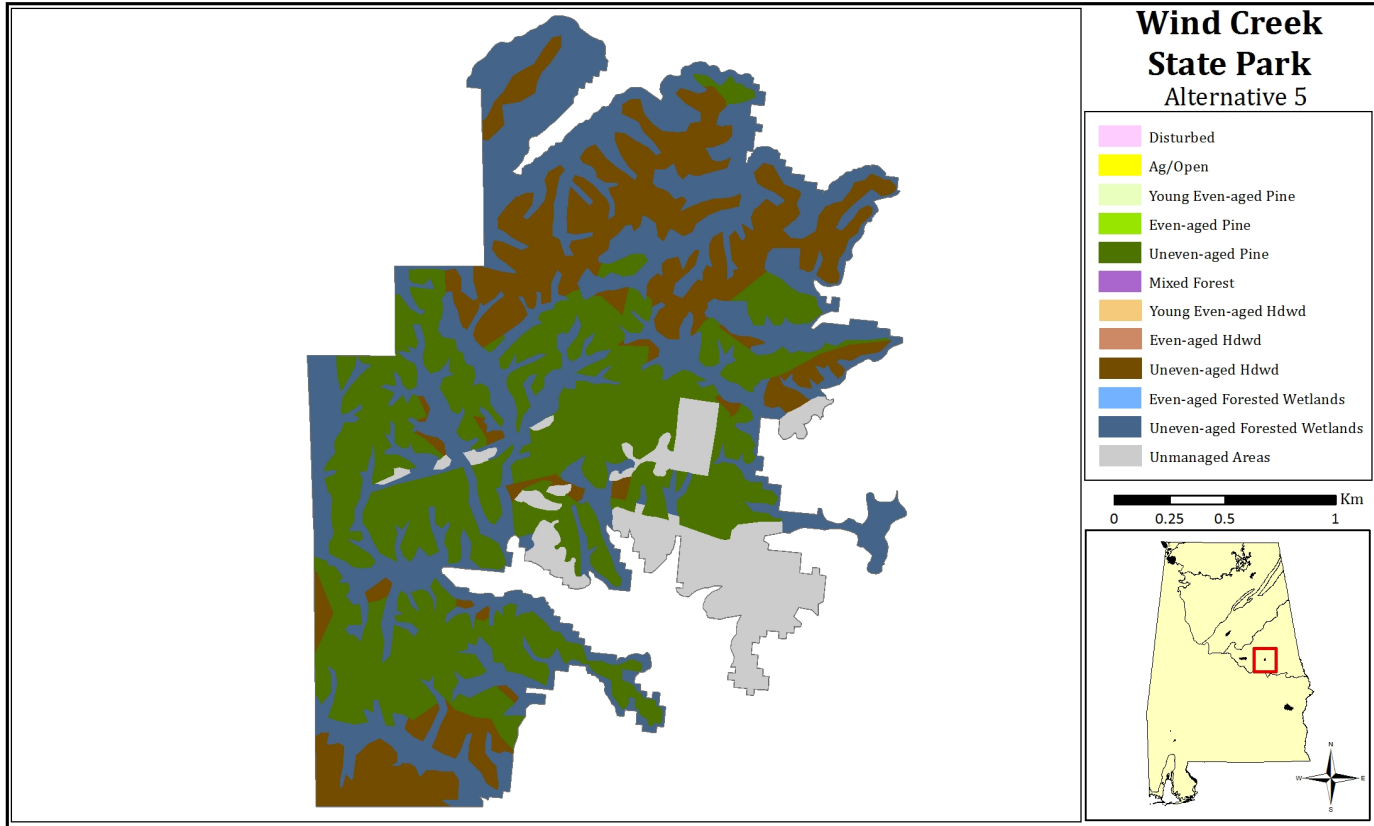 Wind Creek
State Park
Alternative 5
Disturbed
Ag/Open
Young Even-aged Pine
Even-aged Pine
Uneven-aged Pine
Mixed Forest
Young Even-aged Hdwd
Even-aged Hdwd
Uneven-aged Hdwd
Even-aged Forested Wetlands
Uneven-aged Forested Wetlands
Unmanaged Areas
Km
0 0.25 0.5 1
N
W E
S